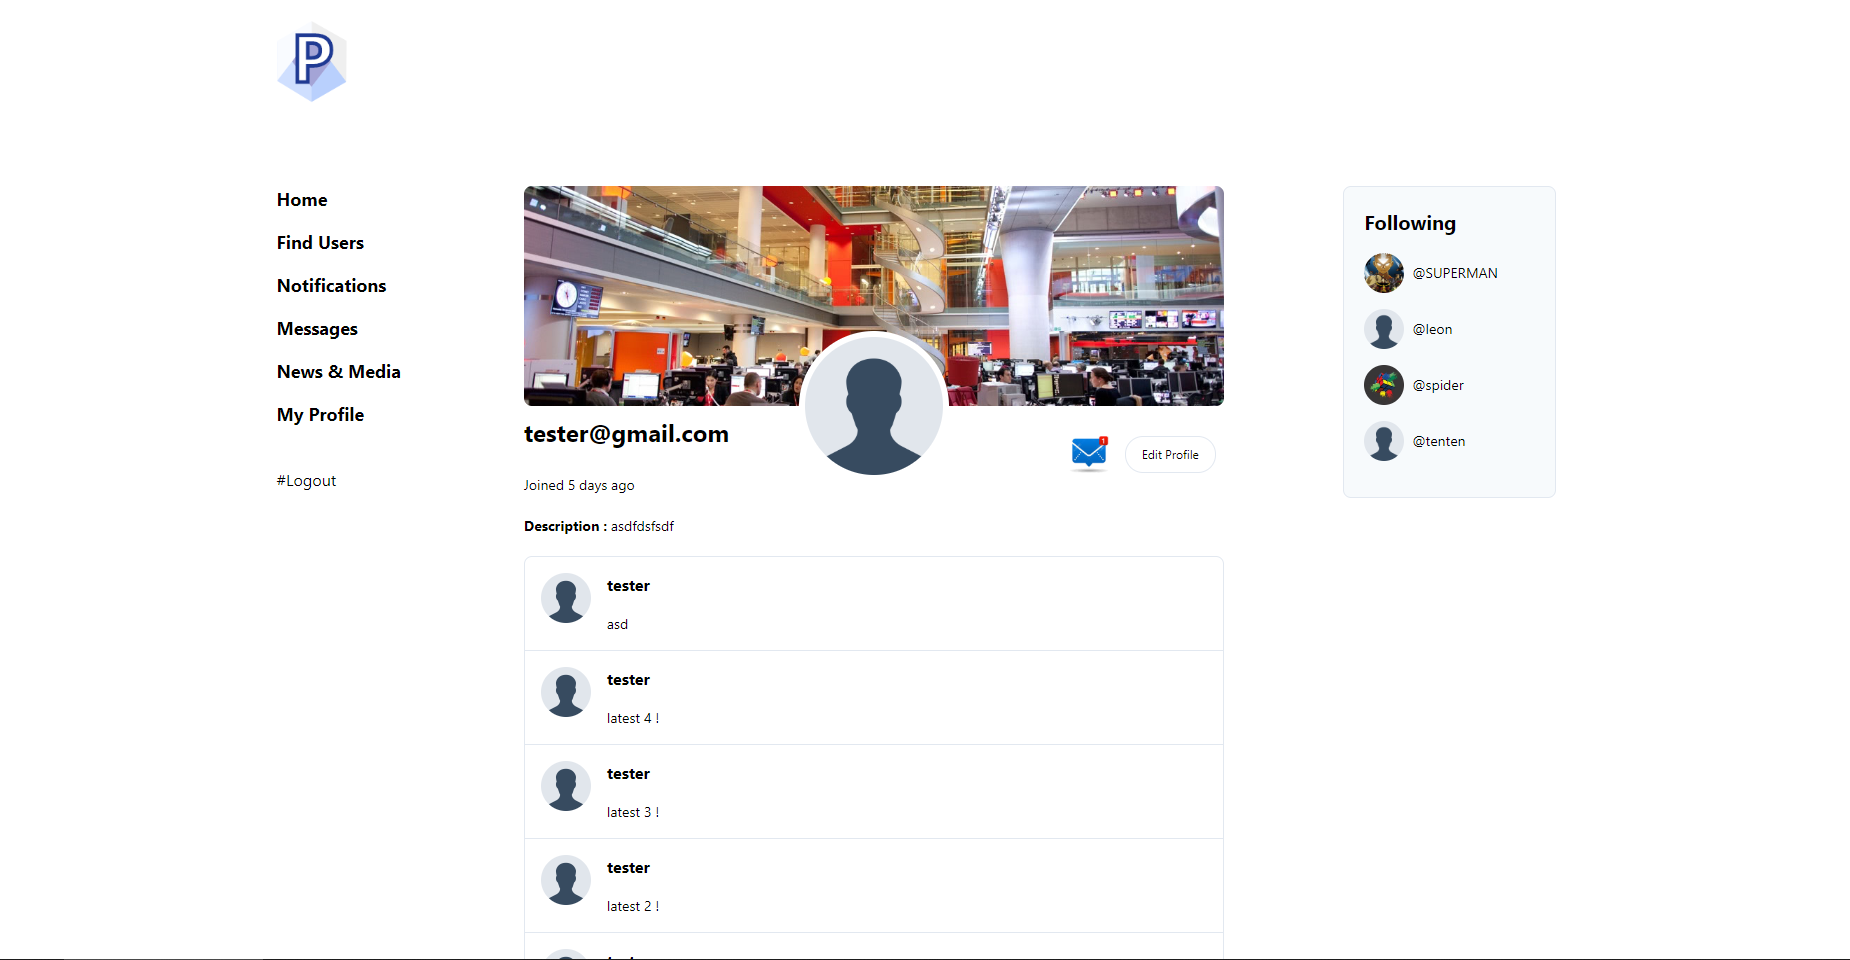 P
Home
Find Users
Notifications
Messages
News & Media
My Profile
#Logout
tester@gmail.com
1
Edit Profile
Joined 5 days ago
Description : asdfdsfsdf
tester
asd
tester
latest 4 !
tester
latest 3 !
tester
latest 2 !
Following
@SUPERMAN
@leon
@spider
@tenten